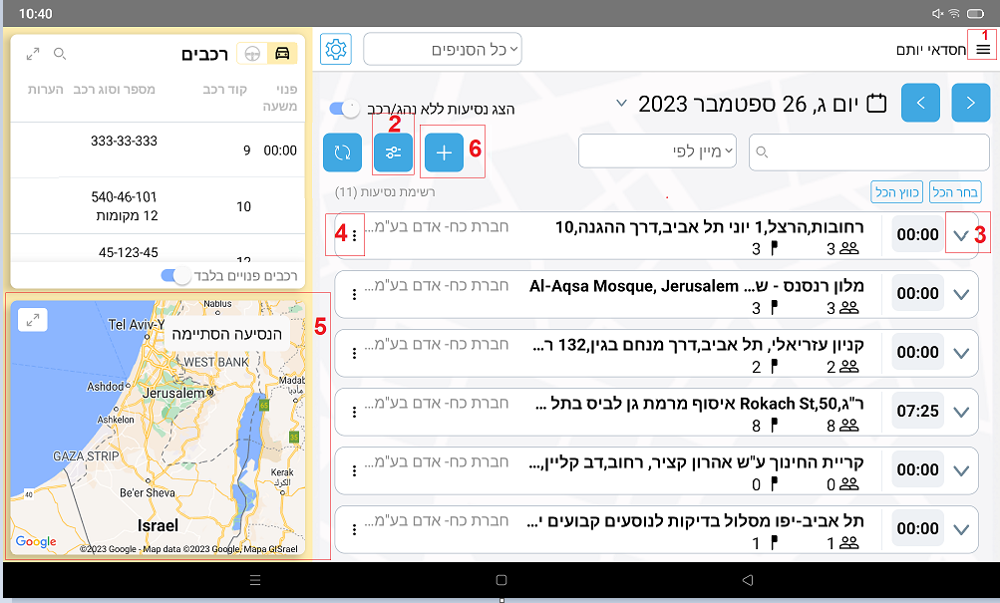 10:40
1
חסדאי יותם
כל הסניפים
רכבים
פנוי משעה
קוד רכב
מספר וסוג רכב
הערות
00:00
9
333-33-333
10
540-46-101
12 מקומות
45-123-45
רכבים פנויים בלבד
יום ג, 26 ספטמבר 2023
הצג נסיעות ללא נהג/רכב
2
6
מיין לפי
בחר הכל
כווץ הכל
רשימת נסיעות (11)
3
00:00
רחובות,הרצל,1 יוני תל אביב,דרך ההגנה,10
חברת כח- אדם בע"מ...
4
3
3
00:00
מלון רנסנס - ש... Al-Aqsa Mosque, Jerusalem
חברת כח- אדם בע"מ...
3
3
00:00
קניון עזריאלי, תל אביב,דרך מנחם בגין,132 ר...
חברת כח- אדם בע"מ...
2
2
07:25
ר"ג,50,Rokach St איסוף מרמת גן לביס בתל ...
חברת כח- אדם בע"מ...
8
8
00:00
קריית החינוך ע"ש אהרון קציר, רחוב,דב קליין,...
חברת כח- אדם בע"מ...
0
0
00:00
תל אביב-יפו מסלול בדיקות לנוסעים קבועים י...
חברת כח- אדם בע"מ...
1
1
5
הנסיעה הסתיימה
Nablus
Tel Aviv-Y
WEST BANK
Madab
Ashdod
Jerusalem
Ashkelon
65
35
GAZA STRIP
Kerak
الكرك
40
Be'er Sheva
Israel
Google
©2023 Google - Map data ©2023 Google, Mapa GISrael